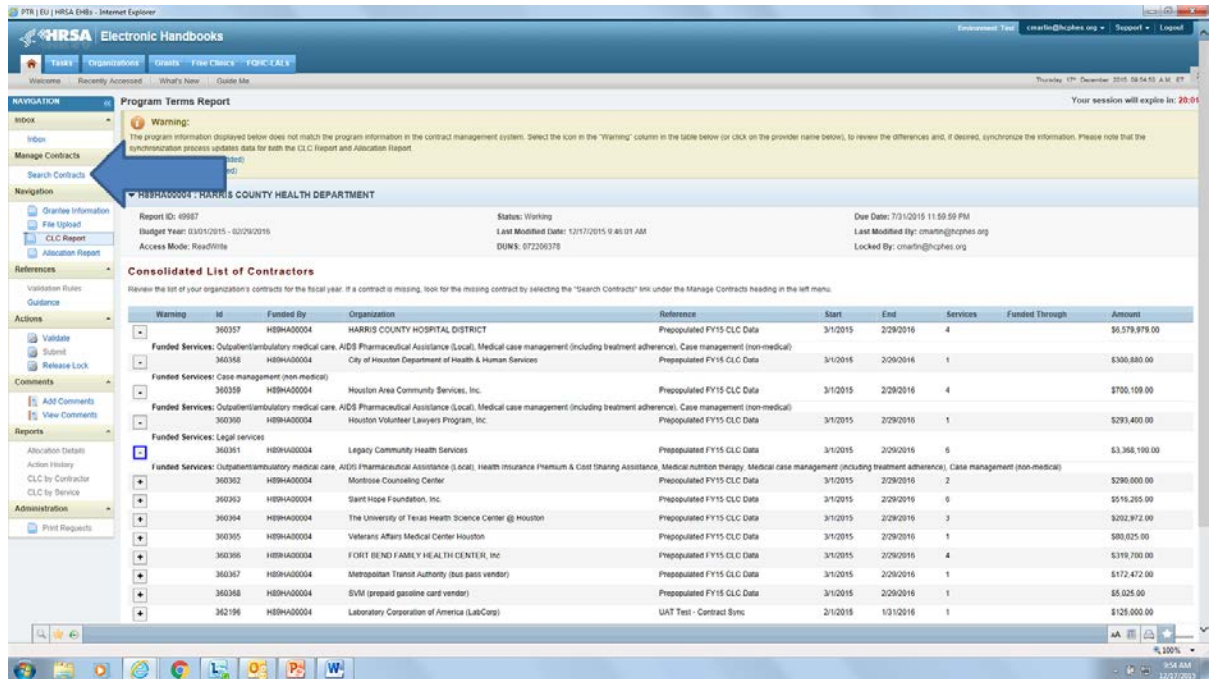 PTR | EU | HRSA EHBs - Internet Explorer
HRSA Electronic Handbooks
Environment Test cmartin@hcphes.org Support Logout
Tasks Organizations Grants Free Clinics FQHC-LALs
Welcome Recently Accessed What's New Guide Me
Thursday 17th December 2015 09:54:53 A.M. ET
NAVIGATION
Program Terms Report
Your session will expire in: 20:01
Inbox
Inbox
Manage Contracts
Search Contracts
Navigation
Grantee Information
File Upload
CLC Report
Allocation Report
References
Validation Rules
Guidance
Actions
Validate
Submit
Release Lock
Comments
Add Comments
View Comments
Reports
Allocation Details
Action History
CLC by Contractor
CLC by Service
Administration
Print Requests
Warning:
The program information displayed below does not match the program information in the contract management system. Select the icon in the "Warning" column in the table below (or click on the provider name below), to review the differences and, if desired, synchronize the information. Please note that the
synchronization process updates data for both the CLC Report and Allocation Report.
H89HA00004 : HARRIS COUNTY HEALTH DEPARTMENT
Report ID: 49987 Status: Working Due Date: 7/31/2015 11:59:59 PM
Budget Year: 03/01/2015 - 02/29/2016 Last Modified Date: 12/17/2015 9:46:01 AM Last Modified By: cmartin@hcphes.org
Access Mode: ReadWrite DUNS: 072206378 Locked By: cmartin@hcphes.org
Consolidated List of Contractors
Review the list of your organization's contracts for the fiscal year. If a contract is missing, look for the missing contract by selecting the "Search Contracts" link under the Manage Contracts heading in the left menu.
Warning Id Funded By Organization Reference Start End Services Funded Through Amount
- 360357 H89HA00004 HARRIS COUNTY HOSPITAL DISTRICT Prepopulated FY15 CLC Data 3/1/2015 2/29/2016 4 $6,579,979.00
Funded Services: Outpatient/ambulatory medical care, AIDS Pharmaceutical Assistance (Local), Medical case management (including treatment adherence), Case management (non-medical)
- 360358 H89HA00004 City of Houston Department of Health & Human Services Prepopulated FY15 CLC Data 3/1/2015 2/29/2016 1 $300,880.00
Funded Services: Case management (non-medical)
- 360359 H89HA00004 Houston Area Community Services, Inc. Prepopulated FY15 CLC Data 3/1/2015 2/29/2016 4 $700,109.00
Funded Services: Outpatient/ambulatory medical care, AIDS Pharmaceutical Assistance (Local), Medical case management (including treatment adherence), Case management (non-medical)
- 360360 H89HA00004 Houston Volunteer Lawyers Program, Inc. Prepopulated FY15 CLC Data 3/1/2015 2/29/2016 1 $293,400.00
Funded Services: Legal services
- 360361 H89HA00004 Legacy Community Health Services Prepopulated FY15 CLC Data 3/1/2015 2/29/2016 6 $3,368,190.00
Funded Services: Outpatient/ambulatory medical care, AIDS Pharmaceutical Assistance (Local), Health Insurance Premium & Cost Sharing Assistance, Medical nutrition therapy, Medical case management (including treatment adherence), Case management (non-medical)
+ 360362 H89HA00004 Montrose Counseling Center Prepopulated FY15 CLC Data 3/1/2015 2/29/2016 2 $290,000.00
+ 360363 H89HA00004 Saint Hope Foundation, Inc. Prepopulated FY15 CLC Data 3/1/2015 2/29/2016 6 $516,265.00
+ 360364 H89HA00004 The University of Texas Health Science Center @ Houston Prepopulated FY15 CLC Data 3/1/2015 2/29/2016 3 $202,972.00
+ 360365 H89HA00004 Veterans Affairs Medical Center Houston Prepopulated FY15 CLC Data 3/1/2015 2/29/2016 1 $80,025.00
+ 360366 H89HA00004 FORT BEND FAMILY HEALTH CENTER, Inc Prepopulated FY15 CLC Data 3/1/2015 2/29/2016 4 $319,700.00
+ 360367 H89HA00004 Metropolitan Transit Authority (bus pass vendor) Prepopulated FY15 CLC Data 3/1/2015 2/29/2016 1 $172,472.00
+ 360368 H89HA00004 SVM (prepaid gasoline card vendor) Prepopulated FY15 CLC Data 3/1/2015 2/29/2016 1 $5,025.00
+ 362196 H89HA00004 Laboratory Corporation of America (LabCorp) UAT Test - Contract Sync 2/1/2015 1/31/2016 1 $125,000.00
100%
9:54 AM
12/17/2015